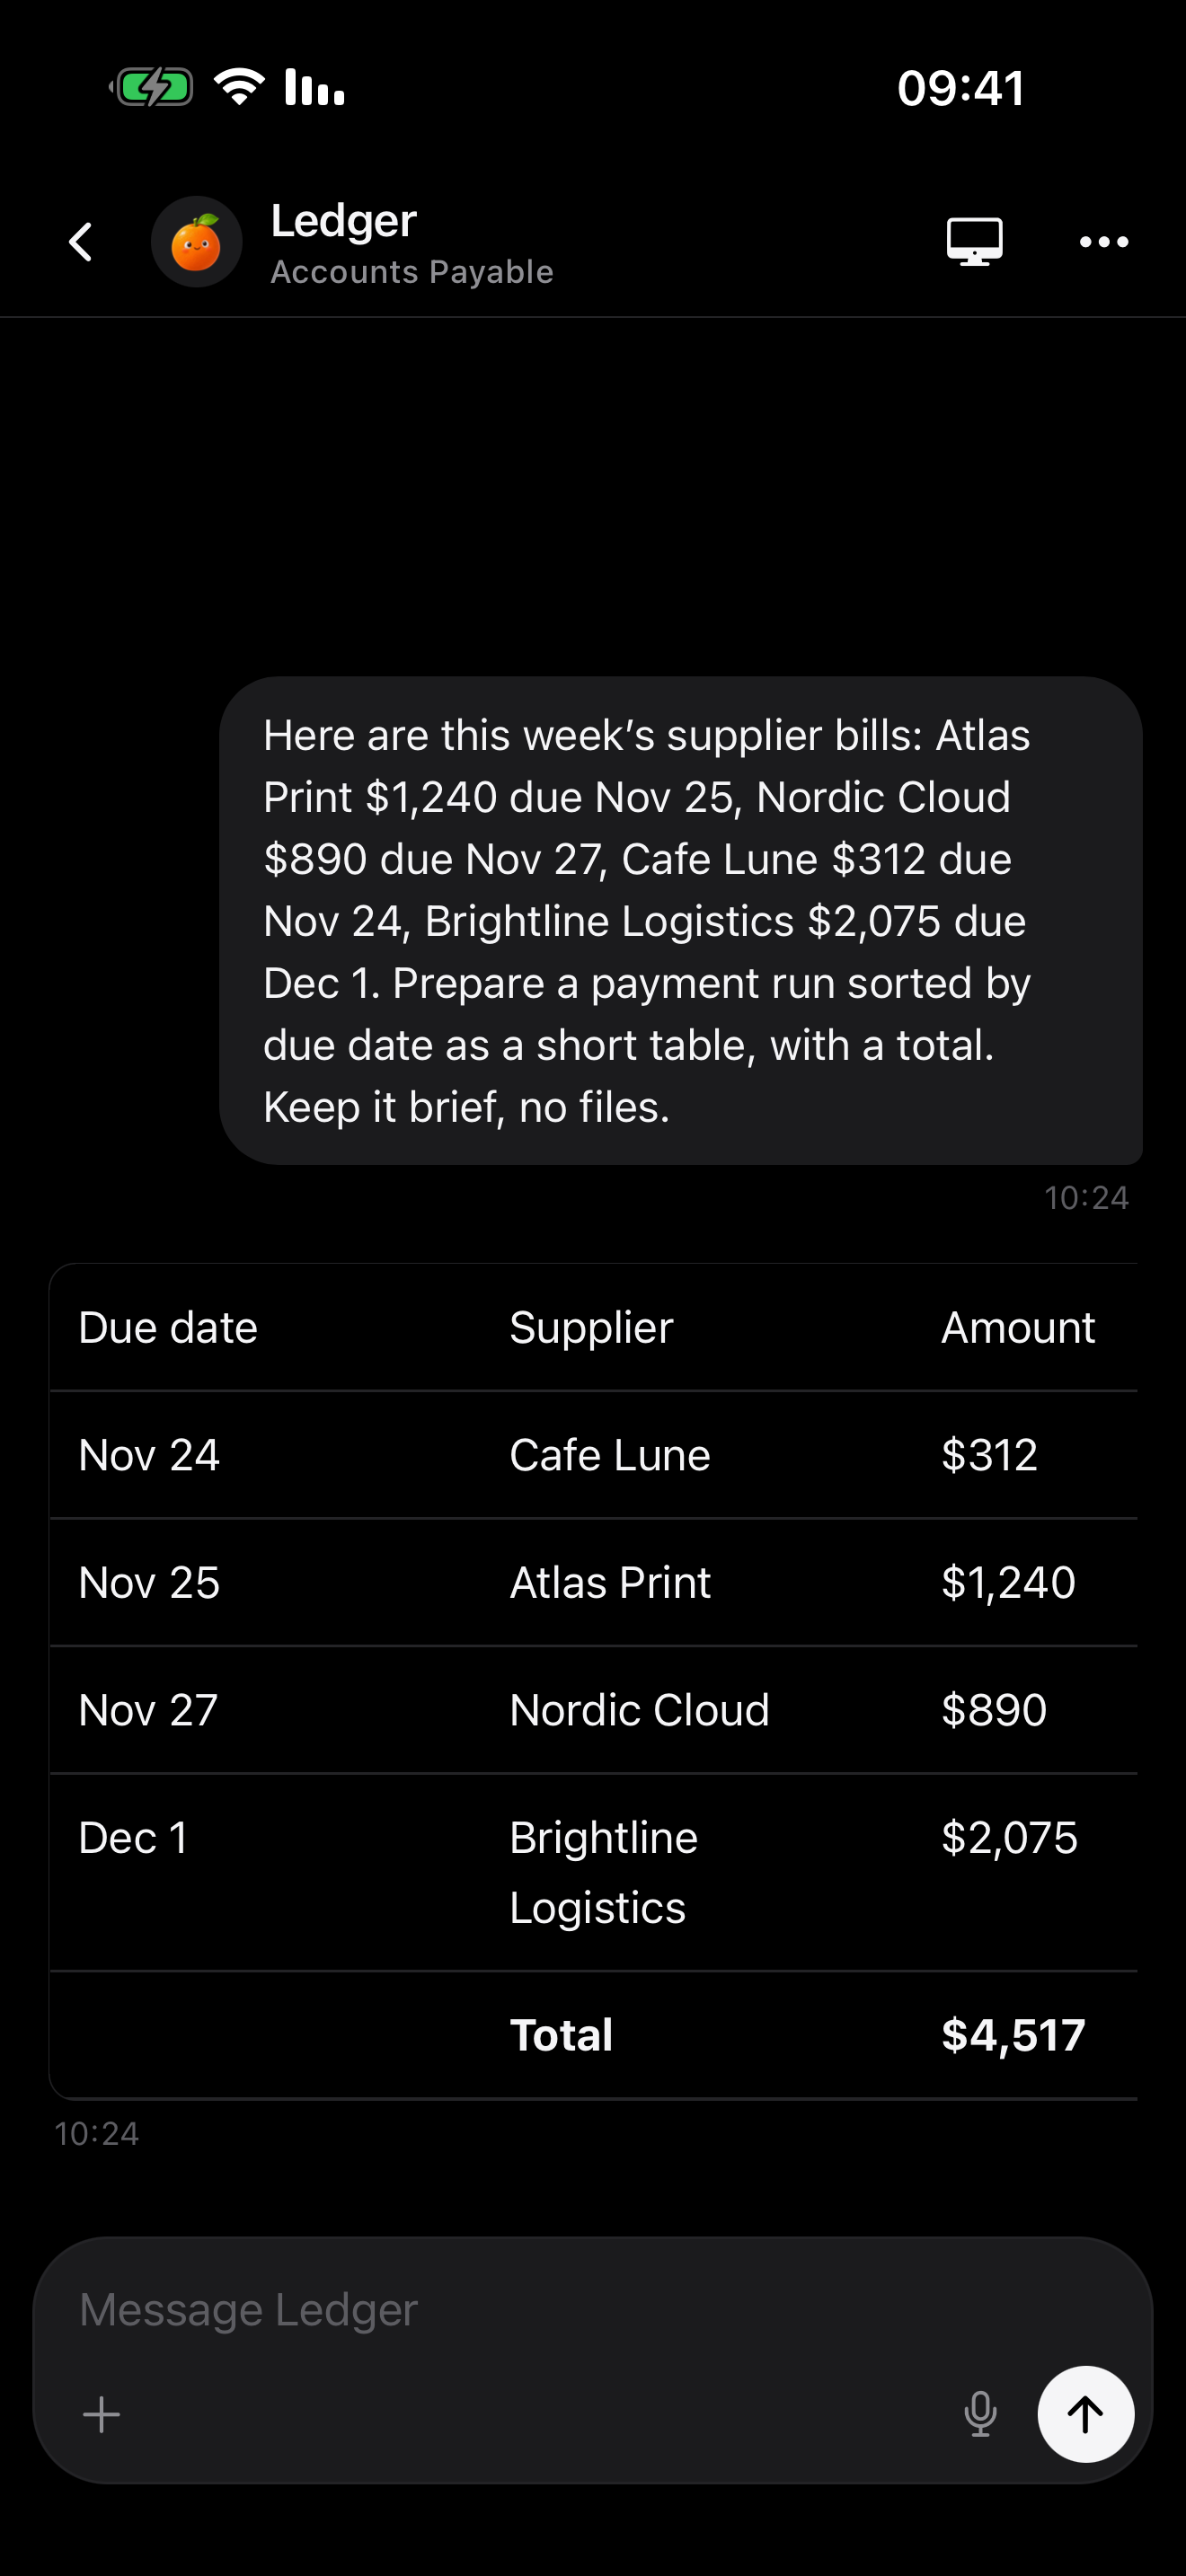 09:41
Ledger
Accounts Payable
Here are this week’s supplier bills: Atlas
Print $1,240 due Nov 25, Nordic Cloud
$890 due Nov 27, Cafe Lune $312 due
Nov 24, Brightline Logistics $2,075 due
Dec 1. Prepare a payment run sorted by
due date as a short table, with a total.
Keep it brief, no files.
10:24
Due date Supplier Amount
Nov 24 Cafe Lune $312
Nov 25 Atlas Print $1,240
Nov 27 Nordic Cloud $890
Dec 1 Brightline $2,075
Logistics
Total $4,517
10:24
Message Ledger